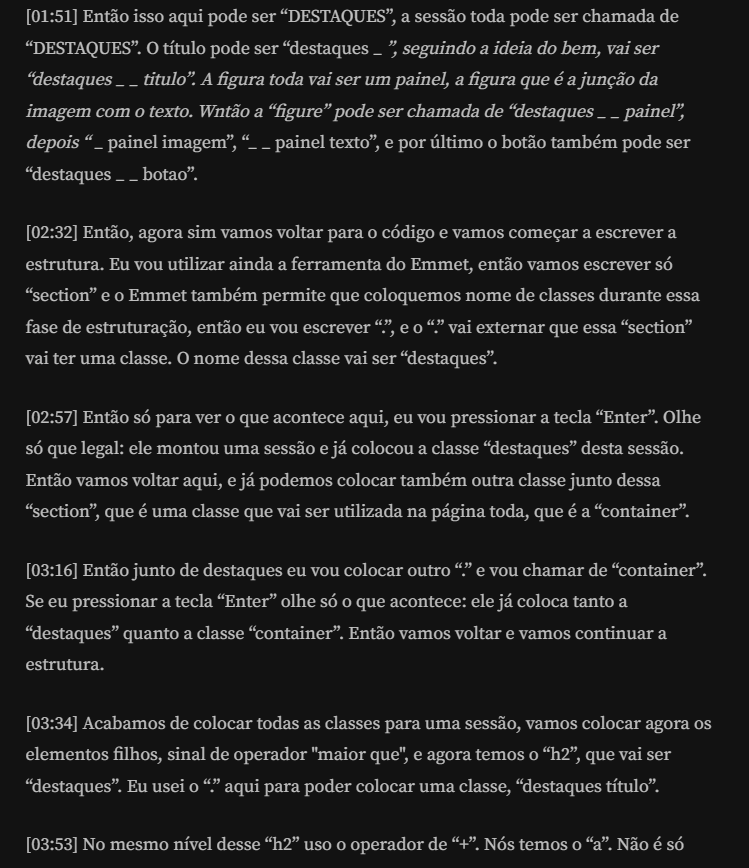 [01:51] Então isso aqui pode ser “DESTAQUES”, a sessão toda pode ser chamada de
“DESTAQUES”. O título pode ser “destaques _ ”, seguindo a ideia do bem, vai ser
“destaques _ _ titulo”. A figura toda vai ser um painel, a figura que é a junção da
imagem com o texto. Wntão a “figure” pode ser chamada de “destaques _ _ painel”,
depois “ _ painel imagem”, “_ _ painel texto”, e por último o botão também pode ser
“destaques _ _ botao”.
[02:32] Então, agora sim vamos voltar para o código e vamos começar a escrever a
estrutura. Eu vou utilizar ainda a ferramenta do Emmet, então vamos escrever só
“section” e o Emmet também permite que coloquemos nome de classes durante essa
fase de estruturação, então eu vou escrever “.”, e o “.” vai externar que essa “section”
vai ter uma classe. O nome dessa classe vai ser “destaques”.
[02:57] Então só para ver o que acontece aqui, eu vou pressionar a tecla “Enter”. Olhe
só que legal: ele montou uma sessão e já colocou a classe “destaques” desta sessão.
Então vamos voltar aqui, e já podemos colocar também outra classe junto dessa
“section”, que é uma classe que vai ser utilizada na página toda, que é a “container”.
[03:16] Então junto de destaques eu vou colocar outro “.” e vou chamar de “container”.
Se eu pressionar a tecla “Enter” olhe só o que acontece: ele já coloca tanto a
“destaques” quanto a classe “container”. Então vamos voltar e vamos continuar a
estrutura.
[03:34] Acabamos de colocar todas as classes para uma sessão, vamos colocar agora os
elementos filhos, sinal de operador "maior que", e agora temos o “h2”, que vai ser
“destaques”. Eu usei o “.” aqui para poder colocar uma classe, “destaques título”.
[03:53] No mesmo nível desse “h2” uso o operador de “+”. Nós temos o “a”. Não é só